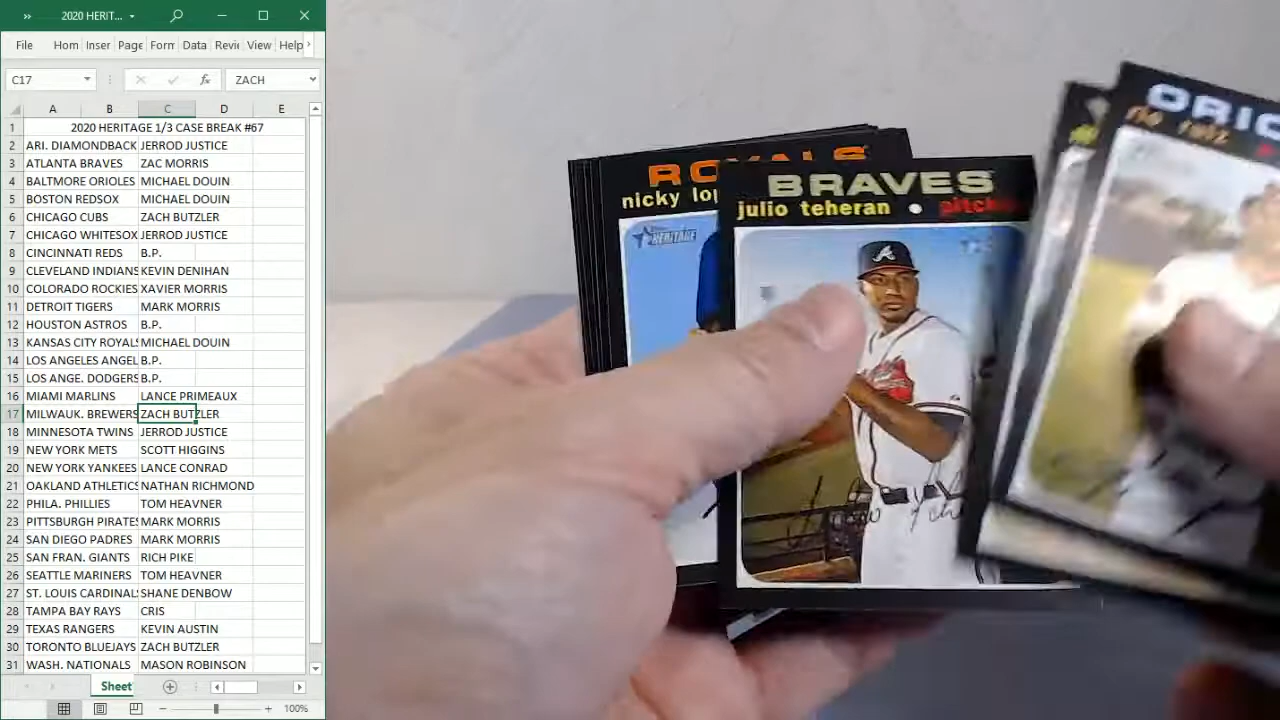 2020 HERIT...
File Hom Inser Page Form Data Revi View Help
C17 fx ZACH
A B C D E
1 2020 HERITAGE 1/3 CASE BREAK #67
2 ARI. DIAMONDBACK JERROD JUSTICE
3 ATLANTA BRAVES ZAC MORRIS
4 BALTMORE ORIOLES MICHAEL DOUIN
5 BOSTON REDSOX MICHAEL DOUIN
6 CHICAGO CUBS ZACH BUTZLER
7 CHICAGO WHITESOX JERROD JUSTICE
8 CINCINNATI REDS B.P.
9 CLEVELAND INDIANS KEVIN DENIHAN
10 COLORADO ROCKIES XAVIER MORRIS
11 DETROIT TIGERS MARK MORRIS
12 HOUSTON ASTROS B.P.
13 KANSAS CITY ROYALS MICHAEL DOUIN
14 LOS ANGELES ANGEL B.P.
15 LOS ANGE. DODGERS B.P.
16 MIAMI MARLINS LANCE PRIMEAUX
17 MILWAUK. BREWERS ZACH BUTZLER
18 MINNESOTA TWINS JERROD JUSTICE
19 NEW YORK METS SCOTT HIGGINS
20 NEW YORK YANKEES LANCE CONRAD
21 OAKLAND ATHLETICS NATHAN RICHMOND
22 PHILA. PHILLIES TOM HEAVNER
23 PITTSBURGH PIRATES MARK MORRIS
24 SAN DIEGO PADRES MARK MORRIS
25 SAN FRAN. GIANTS RICH PIKE
26 SEATTLE MARINERS TOM HEAVNER
27 ST. LOUIS CARDINALS SHANE DENBOW
28 TAMPA BAY RAYS CRIS
29 TEXAS RANGERS KEVIN AUSTIN
30 TORONTO BLUEJAYS ZACH BUTZLER
31 WASH. NATIONALS MASON ROBINSON
Sheet
100%
ROYALS
nicky lop
HERITAGE
BRAVES
julio teheran • pitche
A
ORIO
rio ruiz